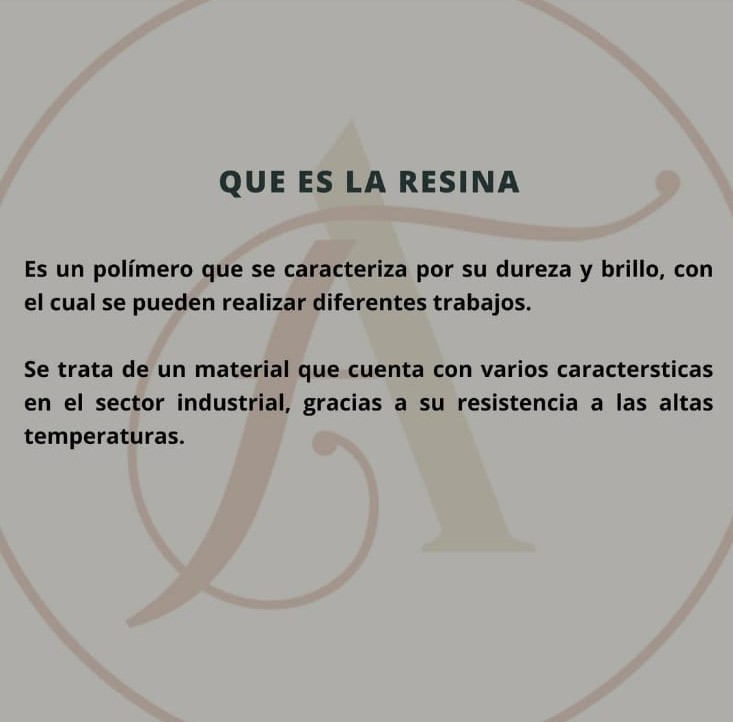 QUE ES LA RESINA
Es un polímero que se caracteriza por su dureza y brillo, con
el cual se pueden realizar diferentes trabajos.
Se trata de un material que cuenta con varios caractersticas
en el sector industrial, gracias a su resistencia a las altas
temperaturas.